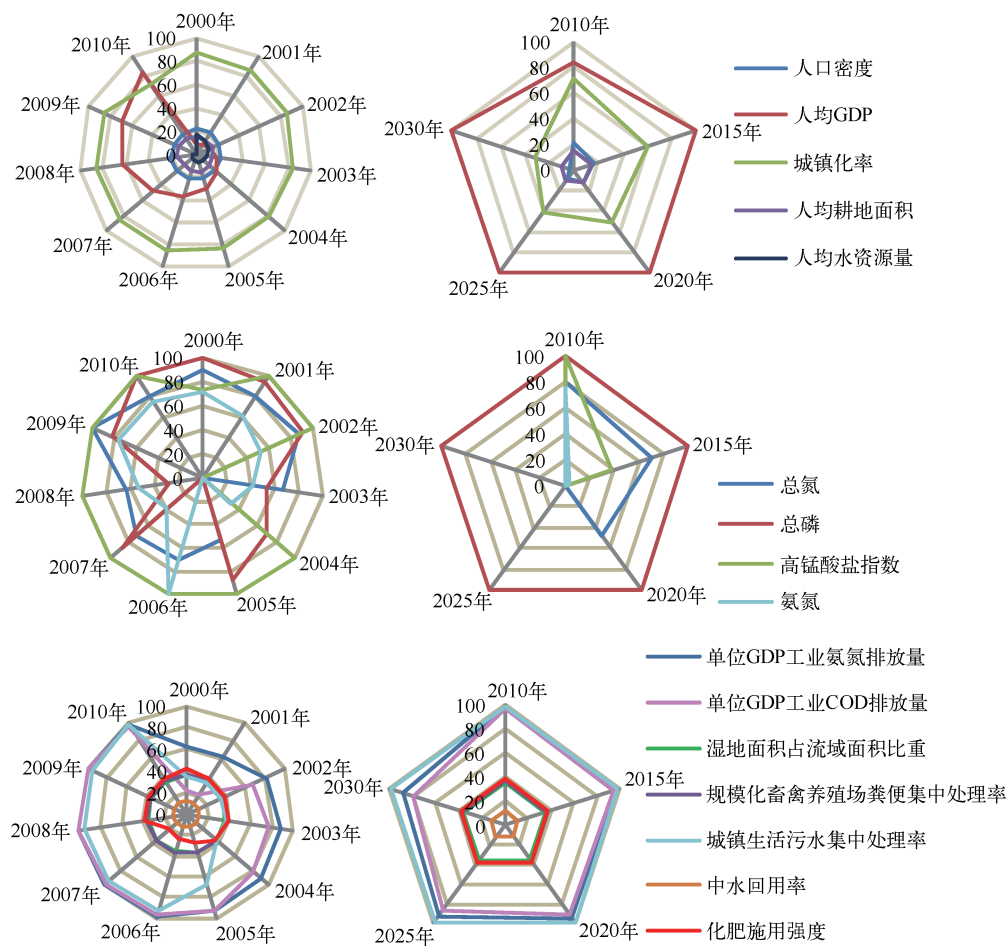 2000年
2001年
2002年
2003年
2004年
2005年
2006年
2007年
2008年
2009年
2010年
100
80
60
40
20
0
2010年
2015年
2020年
2025年
2030年
100
80
60
40
20
0
人口密度
人均GDP
城镇化率
人均耕地面积
人均水资源量
2000年
2001年
2002年
2003年
2004年
2005年
2006年
2007年
2008年
2009年
2010年
100
80
60
40
20
0
2010年
2015年
2020年
2025年
2030年
100
80
60
40
20
0
总氮
总磷
高锰酸盐指数
氨氮
2000年
2001年
2002年
2003年
2004年
2005年
2006年
2007年
2008年
2009年
2010年
100
80
60
40
20
0
2010年
2015年
2020年
2025年
2030年
100
80
60
40
20
0
单位GDP工业氨氮排放量
单位GDP工业COD排放量
湿地面积占流域面积比重
规模化畜禽养殖场粪便集中处理率
城镇生活污水集中处理率
中水回用率
化肥施用强度